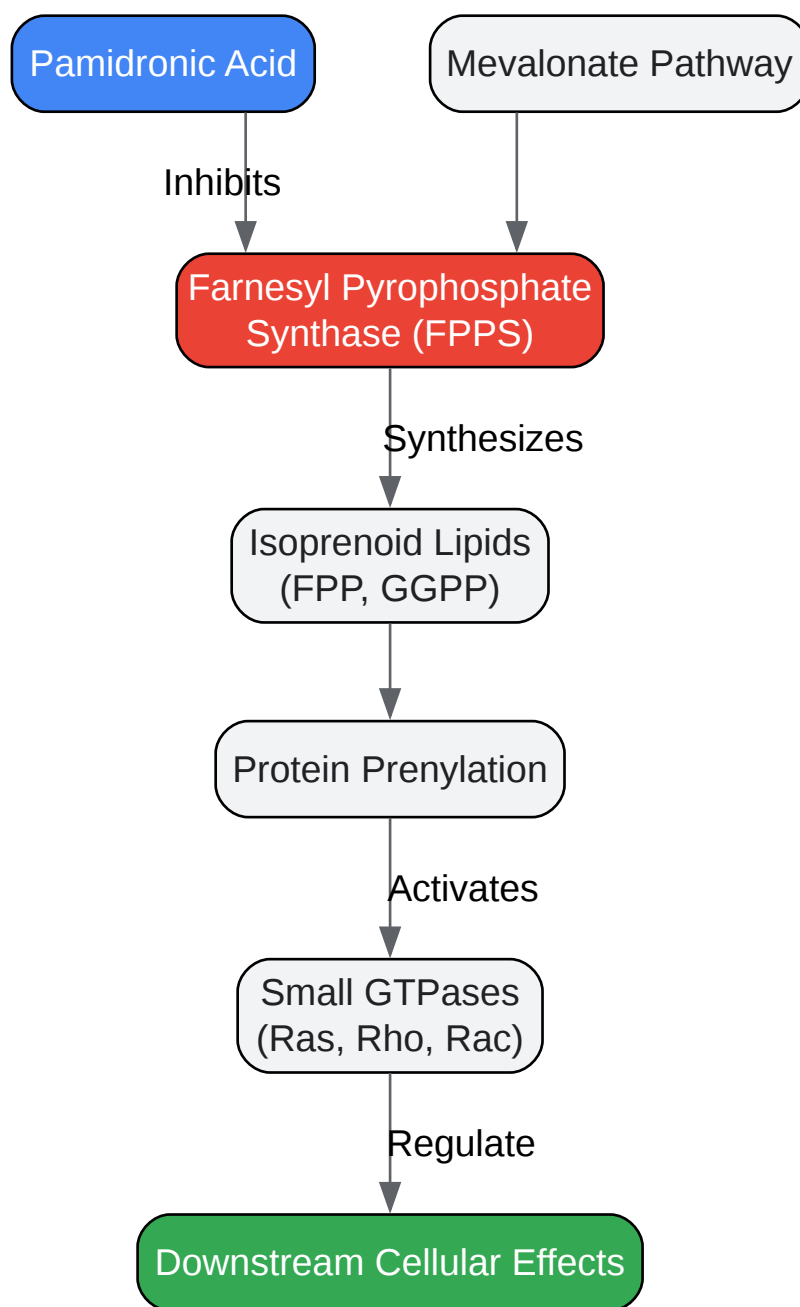 Pamidronic Acid
Mevalonate Pathway
Inhibits
Farnesyl Pyrophosphate
Synthase (FPPS)
Synthesizes
Isoprenoid Lipids
(FPP, GGPP)
Protein Prenylation
Activates
Small GTPases
(Ras, Rho, Rac)
Regulate
Downstream Cellular Effects